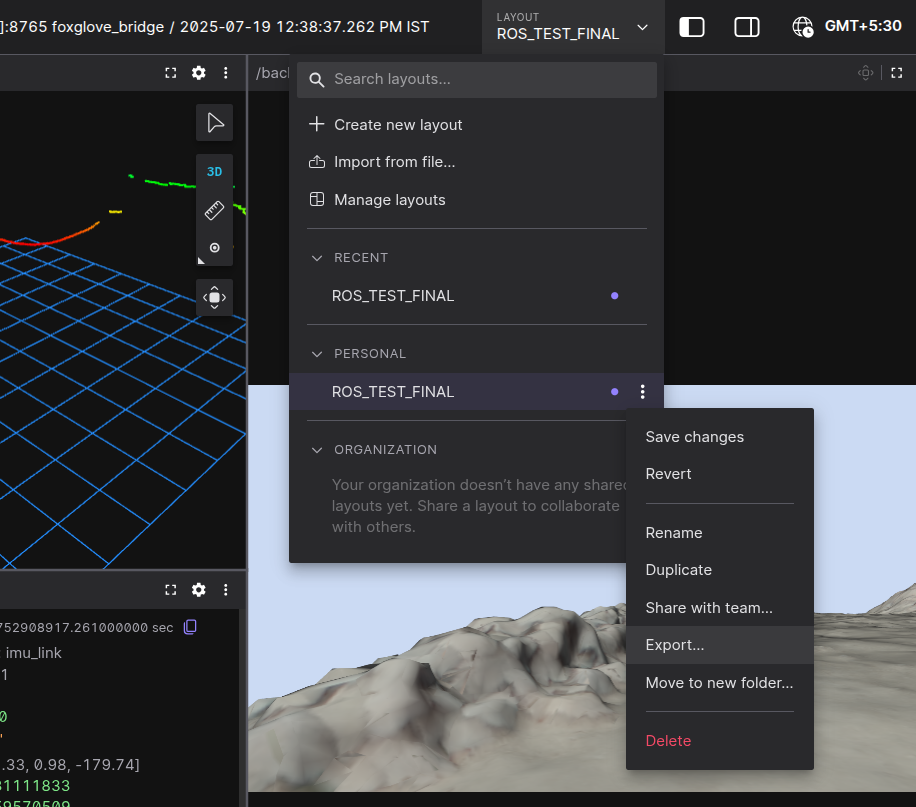 ]:8765 foxglove_bridge / 2025-07-19 12:38:37.262 PM IST
LAYOUT
ROS_TEST_FINAL
GMT+5:30
/bac
Search layouts...
Create new layout
Import from file...
Manage layouts
RECENT
ROS_TEST_FINAL
PERSONAL
ROS_TEST_FINAL
ORGANIZATION
Your organization doesn't have any shared
layouts yet. Share a layout to collaborate
with others.
Save changes
Revert
Rename
Duplicate
Share with team...
Export...
Move to new folder...
Delete
3D
752908917.261000000 sec
imu_link
1
0
"
.33, 0.98, -179.74]
31111833
59570509